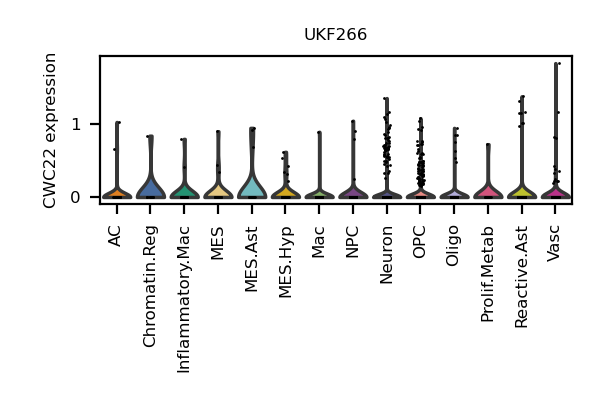 UKF266
CWC22 expression
1
0
AC
Chromatin.Reg
Inflammatory.Mac
MES
MES.Ast
MES.Hyp
Mac
NPC
Neuron
OPC
Oligo
Prolif.Metab
Reactive.Ast
Vasc